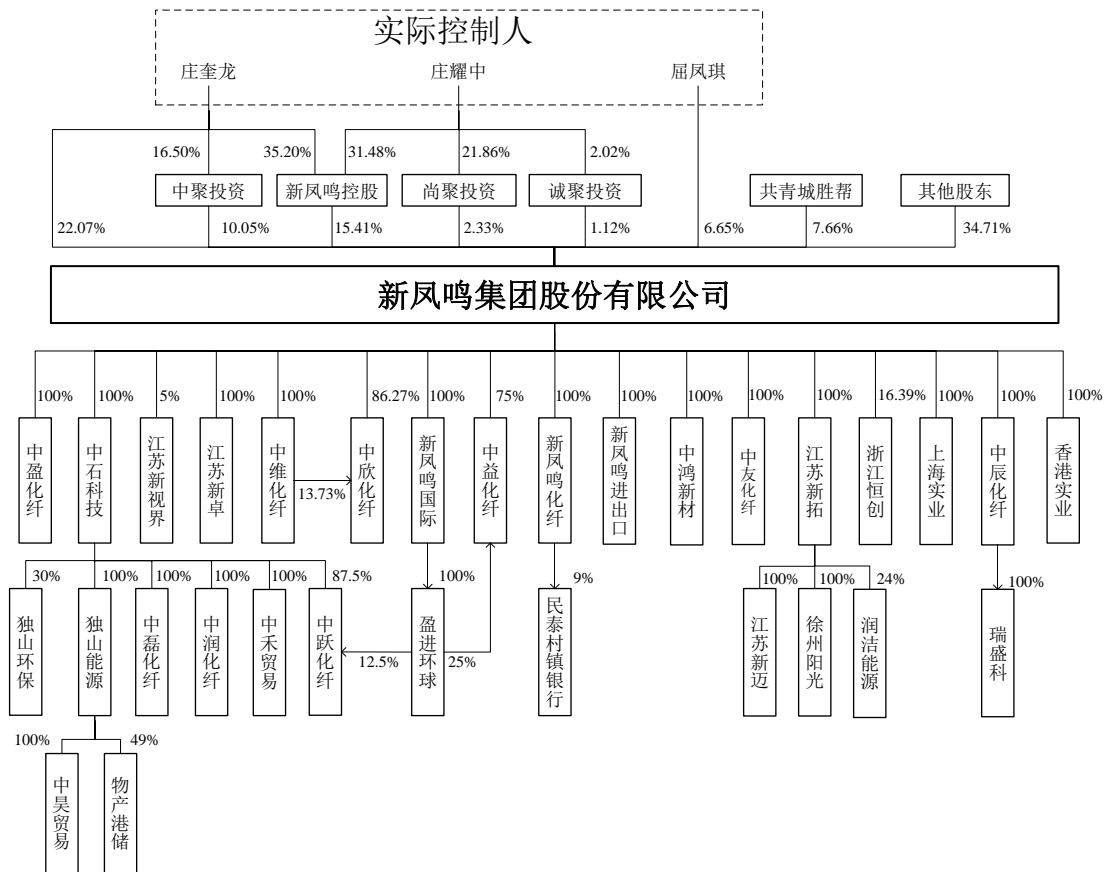 实际控制人
庄奎龙
庄耀中
屈凤琪
16.50%
35.20%
31.48%
21.86%
2.02%
中聚投资
新凤鸣控股
尚聚投资
诚聚投资
共青城胜帮
其他股东
22.07%
10.05%
15.41%
2.33%
1.12%
6.65%
7.66%
34.71%
新凤鸣集团股份有限公司
100%
100%
5%
100%
100%
86.27%
100%
75%
100%
100%
100%
100%
100%
16.39%
100%
100%
100%
中盈化纤
中石科技
江苏新视界
江苏新卓
中维化纤
13.73%
中欣化纤
新凤鸣国际
中益化纤
新凤鸣化纤
新凤鸣进出口
中鸿新材
中友化纤
江苏新拓
浙江恒创
上海实业
中辰化纤
香港实业
30%
100%
100%
100%
100%
87.5%
100%
9%
100%
100%
24%
100%
独山环保
独山能源
中磊化纤
中润化纤
中禾贸易
中跃化纤
12.5%
盈进环球
25%
民泰村镇银行
江苏新迈
徐州阳光
润洁能源
瑞盛科
100%
49%
中昊贸易
物产港储